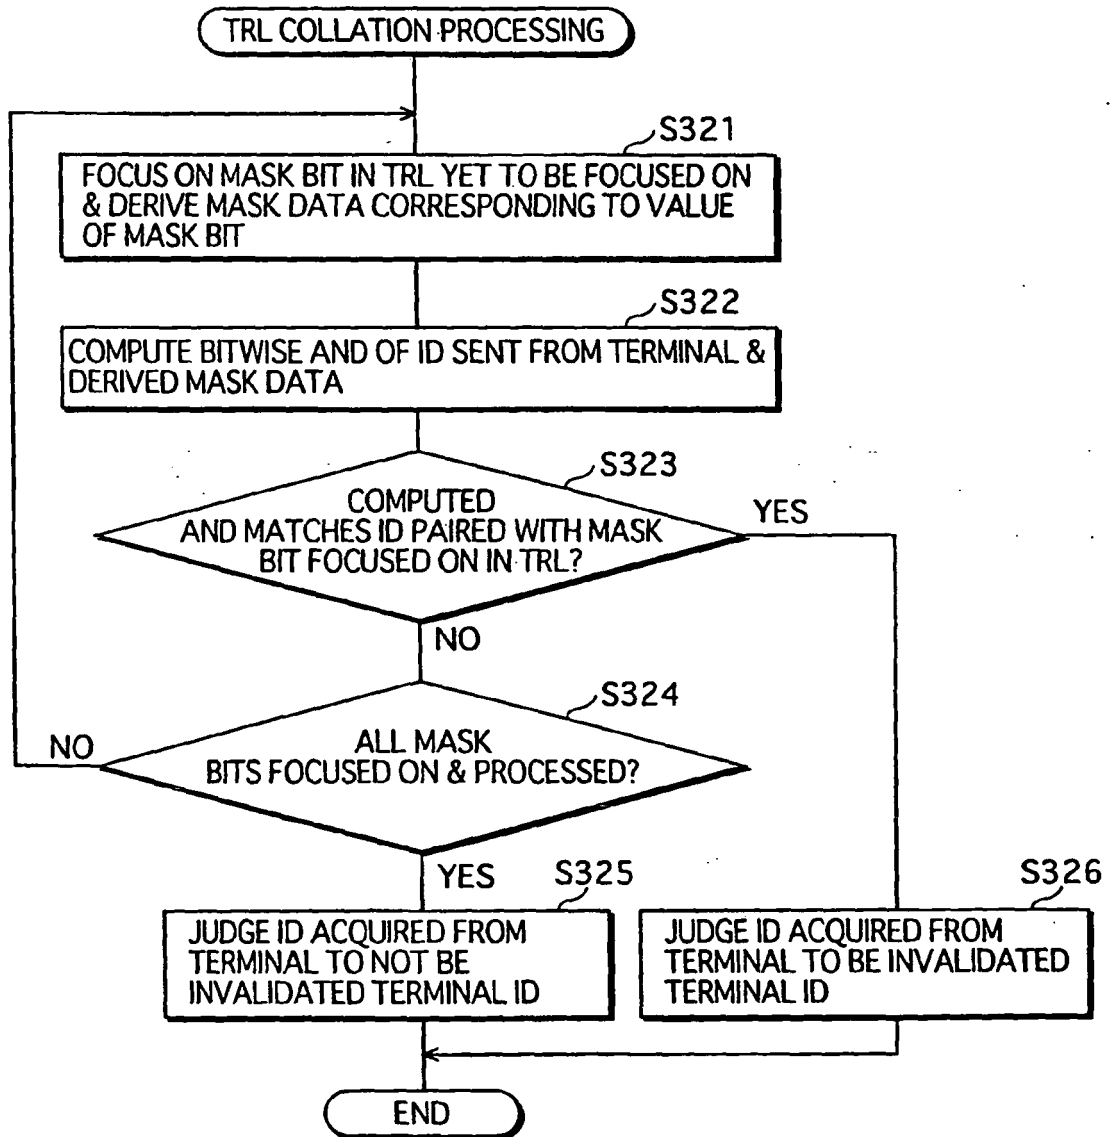 TRL COLLATION PROCESSING
S321
FOCUS ON MASK BIT IN TRL YET TO BE FOCUSED ON
& DERIVE MASK DATA CORRESPONDING TO VALUE
OF MASK BIT
S322
COMPUTE BITWISE AND OF ID SENT FROM TERMINAL &
DERIVED MASK DATA
S323
COMPUTED
AND MATCHES ID PAIRED WITH MASK
BIT FOCUSED ON IN TRL?
YES
NO
S324
ALL MASK
BITS FOCUSED ON & PROCESSED?
NO
YES
S325
JUDGE ID ACQUIRED FROM
TERMINAL TO NOT BE
INVALIDATED TERMINAL ID
S326
JUDGE ID ACQUIRED FROM
TERMINAL TO BE INVALIDATED
TERMINAL ID
END